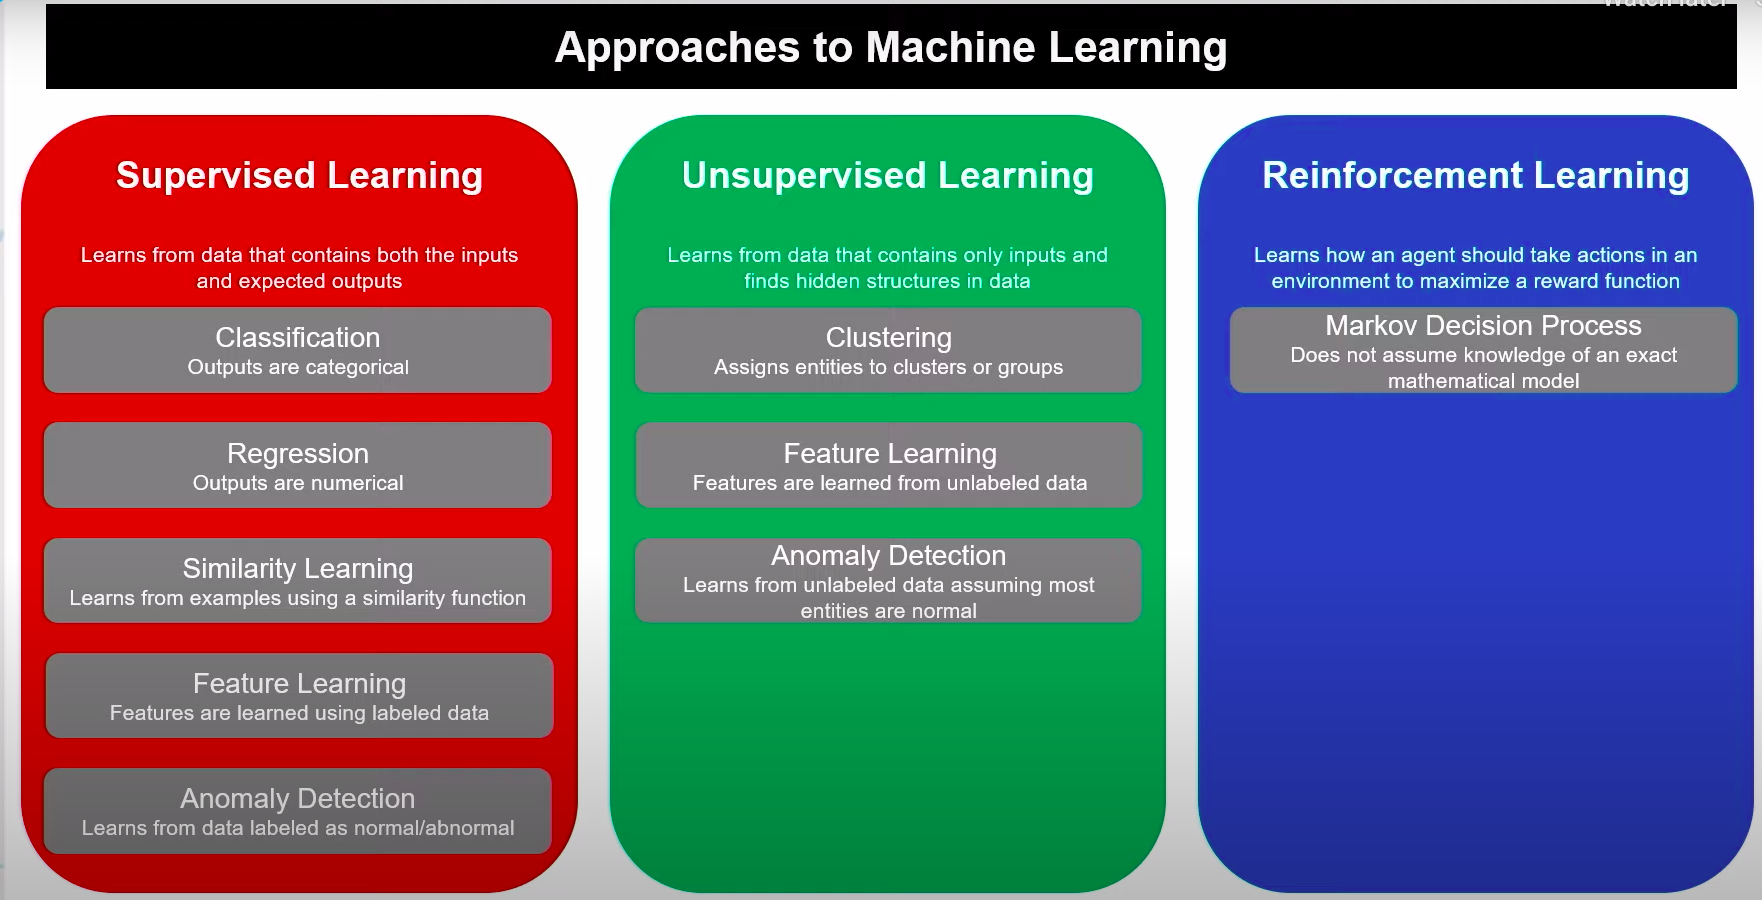 Approaches to Machine Learning
Supervised Learning
Learns from data that contains both the inputs
and expected outputs
Classification
Outputs are categorical
Regression
Outputs are numerical
Similarity Learning
Learns from examples using a similarity function
Feature Learning
Features are learned using labeled data
Anomaly Detection
Learns from data labeled as normal/abnormal
Unsupervised Learning
Learns from data that contains only inputs and
finds hidden structures in data
Clustering
Assigns entities to clusters or groups
Feature Learning
Features are learned from unlabeled data
Anomaly Detection
Learns from unlabeled data assuming most
entities are normal
Reinforcement Learning
Learns how an agent should take actions in an
environment to maximize a reward function
Markov Decision Process
Does not assume knowledge of an exact
mathematical model